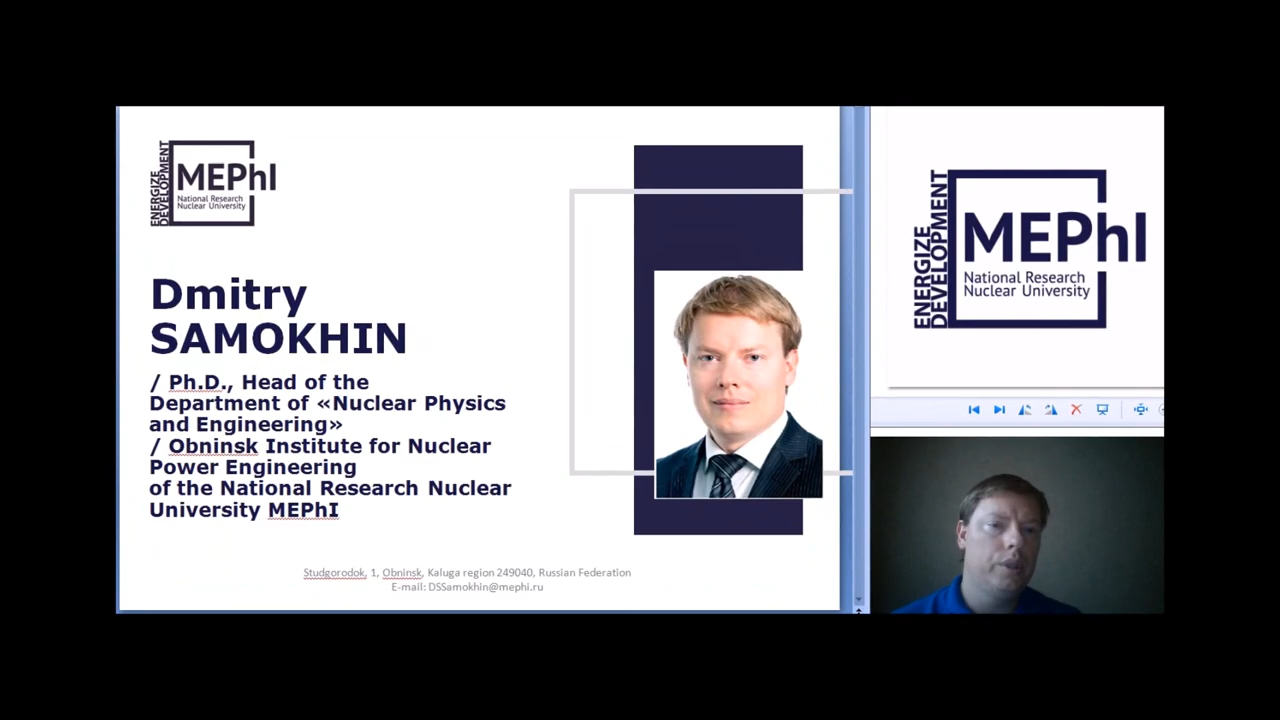 ENERGIZE
DEVELOPMENT
MEPhI
National Research
Nuclear University
Dmitry
SAMOKHIN
/ Ph.D., Head of the
Department of «Nuclear Physics
and Engineering»
/ Obninsk Institute for Nuclear
Power Engineering
of the National Research Nuclear
University MEPhI
Studgorodok, 1, Obninsk, Kaluga region 249040, Russian Federation
E-mail: DSSamokhin@mephi.ru
ENERGIZE
DEVELOPMENT
MEPhI
National Research
Nuclear University